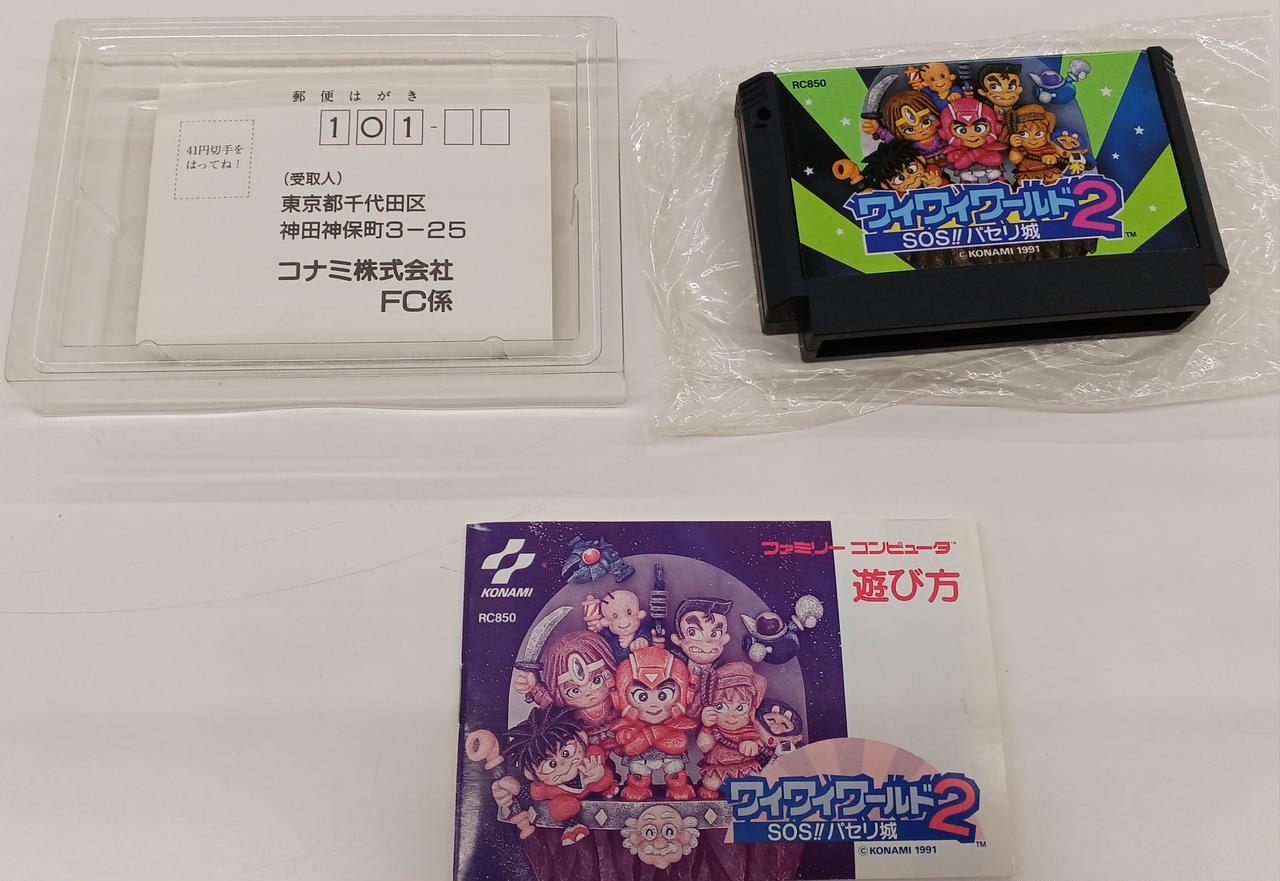 郵便はがき
101-
41円切手を
はってね!
(受取人)
東京都千代田区
神田神保町3-25
コナミ株式会社
FC係
RC850
ワイワイワールド2
SOS!!パセリ城
TM
© KONAMI 1991
KONAMI
RC850
ファミリーコンピュータ™
遊び方
ワイワイワールド2
SOS!!パセリ城
TM
© KONAMI 1991